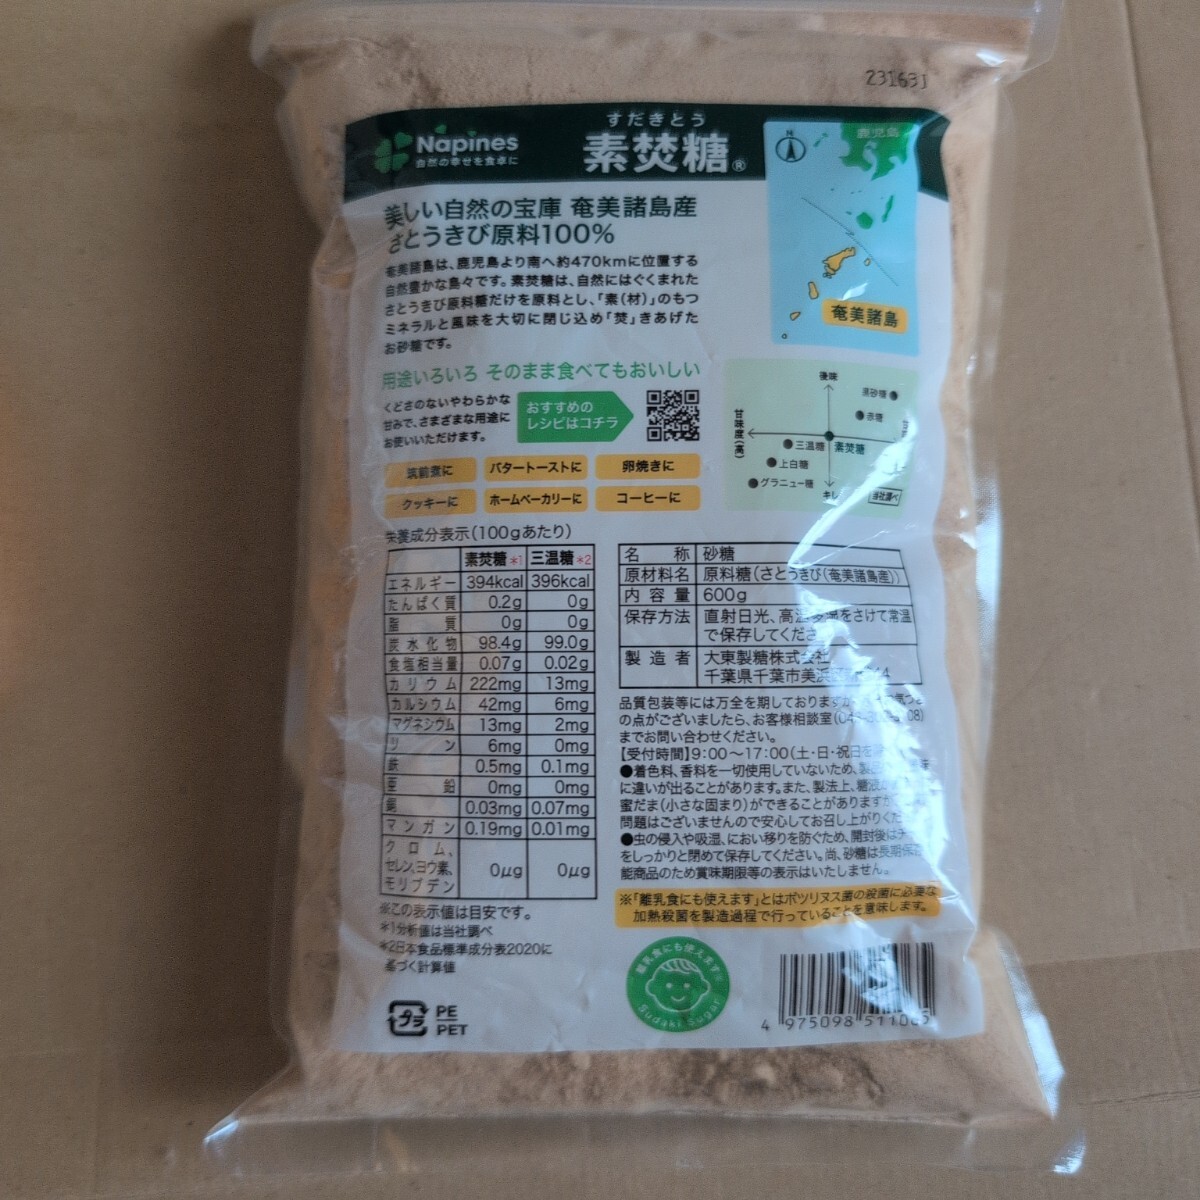 23163J
Napines
自然の幸せを食卓に
すだきとう
素焚糖®
N
鹿児島
奄美諸島
美しい自然の宝庫 奄美諸島産
さとうきび原料100%
奄美諸島は、鹿児島より南へ約470kmに位置する
自然豊かな島々です。素焚糖は、自然にはぐくまれた
さとうきび原料糖だけを原料とし、「素(材)」のもつ
ミネラルと風味を大切に閉じ込め「焚」きあげた
お砂糖です。
用途いろいろ そのまま食べてもおいしい
くどさのないやわらかな
甘みで、さまざまな用途に
お使いいただけます。
おすすめの
レシピはコチラ
筑前煮に バタートーストに 卵焼きに
クッキーに ホームベーカリーに コーヒーに
後味
黒砂糖
赤糖
甘味度(高)
三温糖 素焚糖
上白糖
グラニュー糖
当社調べ
栄養成分表示(100gあたり)
素焚糖*1 三温糖*2
エネルギー 394kcal 396kcal
たんぱく質 0.2g 0g
脂質 0g 0g
炭水化物 98.4g 99.0g
食塩相当量 0.07g 0.02g
カリウム 222mg 13mg
カルシウム 42mg 6mg
マグネシウム 13mg 2mg
リン 6mg 0mg
鉄 0.5mg 0.1mg
亜鉛 0mg 0mg
銅 0.03mg 0.07mg
マンガン 0.19mg 0.01mg
クロム、
セレン、ヨウ素、
モリブデン 0μg 0μg
※この表示値は目安です。
*1分析値は当社調べ
*2日本食品標準成分表2020に
基づく計算値
名称 砂糖
原材料名 原料糖(さとうきび(奄美諸島産))
内容量 600g
保存方法 直射日光、高温多湿をさけて常温
で保存してくださ
製造者 大東製糖株式会社
千葉県千葉市美浜区
品質包装等には万全を期しておりますが
の点がございましたら、お客様相談室
までお問い合わせください。
【受付時間】9:00〜17:00(土・日・祝日を
●着色料、香料を一切使用していないため、製品
に違いが出ることがあります。また、製法上、糖液
蜜だま(小さな固まり)ができることがありますが
問題はございませんので安心してお召し上がりくだ
●虫の侵入や吸湿、におい移りを防ぐため、開封後はチ
をしっかりと閉めて保存してください。尚、砂糖は長期保存
能商品のため賞味期限等の表示はいたしません。
※「離乳食にも使えます」とはボツリヌス菌の殺菌に必要な
加熱殺菌を製造過程で行っていることを意味します。
離乳食にも使えます※
Sudaki Sugar
プラ
PE
PET
4 975098 511